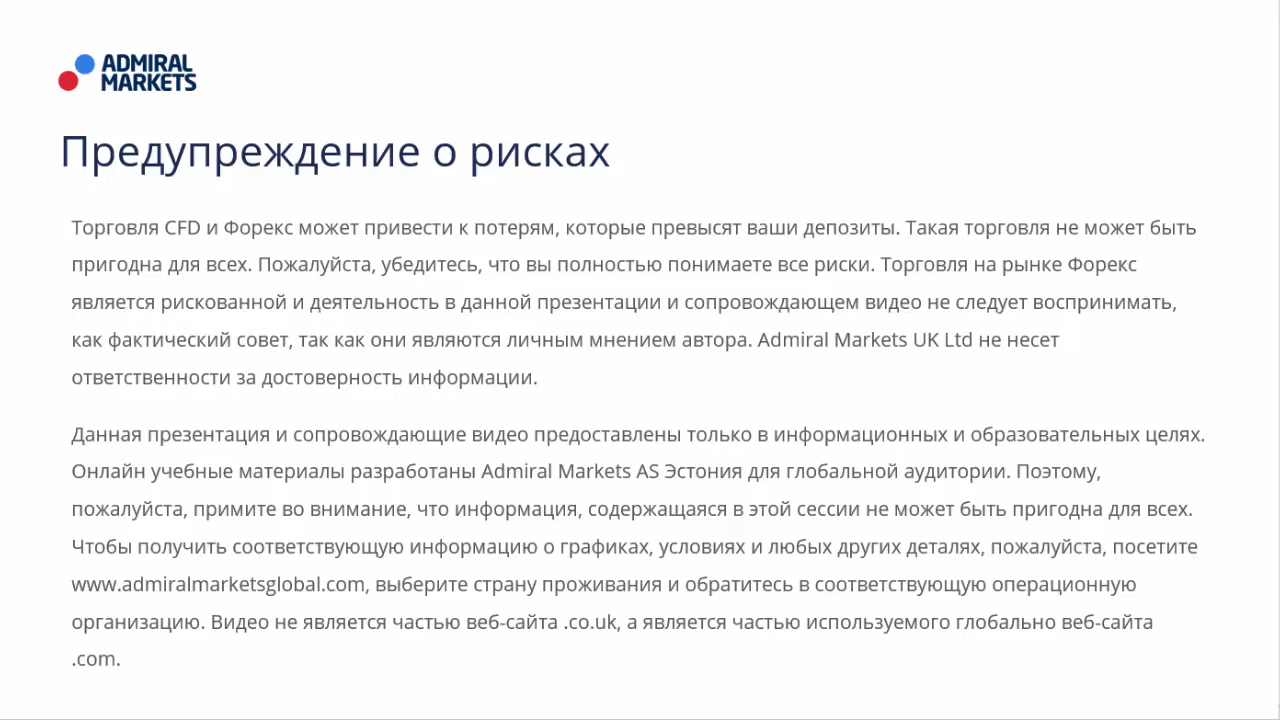 ADMIRAL
MARKETS
Предупреждение о рисках
Торговля CFD и Форекс может привести к потерям, которые превысят ваши депозиты. Такая торговля не может быть
пригодна для всех. Пожалуйста, убедитесь, что вы полностью понимаете все риски. Торговля на рынке Форекс
является рискованной и деятельность в данной презентации и сопровождающем видео не следует воспринимать,
как фактический совет, так как они являются личным мнением автора. Admiral Markets UK Ltd не несет
ответственности за достоверность информации.
Данная презентация и сопровождающие видео предоставлены только в информационных и образовательных целях.
Онлайн учебные материалы разработаны Admiral Markets AS Эстония для глобальной аудитории. Поэтому,
пожалуйста, примите во внимание, что информация, содержащаяся в этой сессии не может быть пригодна для всех.
Чтобы получить соответствующую информацию о графиках, условиях и любых других деталях, пожалуйста, посетите
www.admiralmarketsglobal.com, выберите страну проживания и обратитесь в соответствующую операционную
организацию. Видео не является частью веб-сайта .co.uk, а является частью используемого глобально веб-сайта
.com.